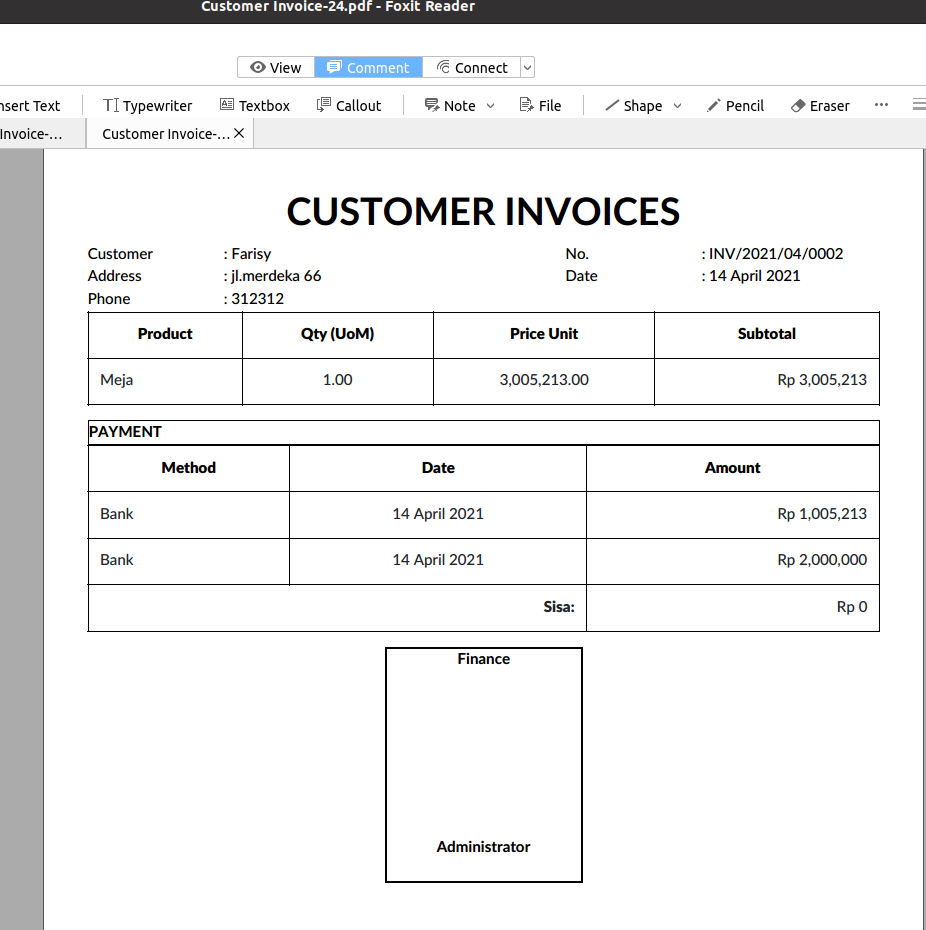 Customer Invoice-24.pdf - Foxit Reader
View Comment Connect
nsert Text Typewriter Textbox Callout Note File Shape Pencil Eraser ...
Invoice-... Customer Invoice-...
CUSTOMER INVOICES
Customer : Farisy No. : INV/2021/04/0002
Address : jl.merdeka 66 Date : 14 April 2021
Phone : 312312
Product Qty (UoM) Price Unit Subtotal
Meja 1.00 3,005,213.00 Rp 3,005,213
PAYMENT
Method Date Amount
Bank 14 April 2021 Rp 1,005,213
Bank 14 April 2021 Rp 2,000,000
Sisa: Rp 0
Finance
Administrator